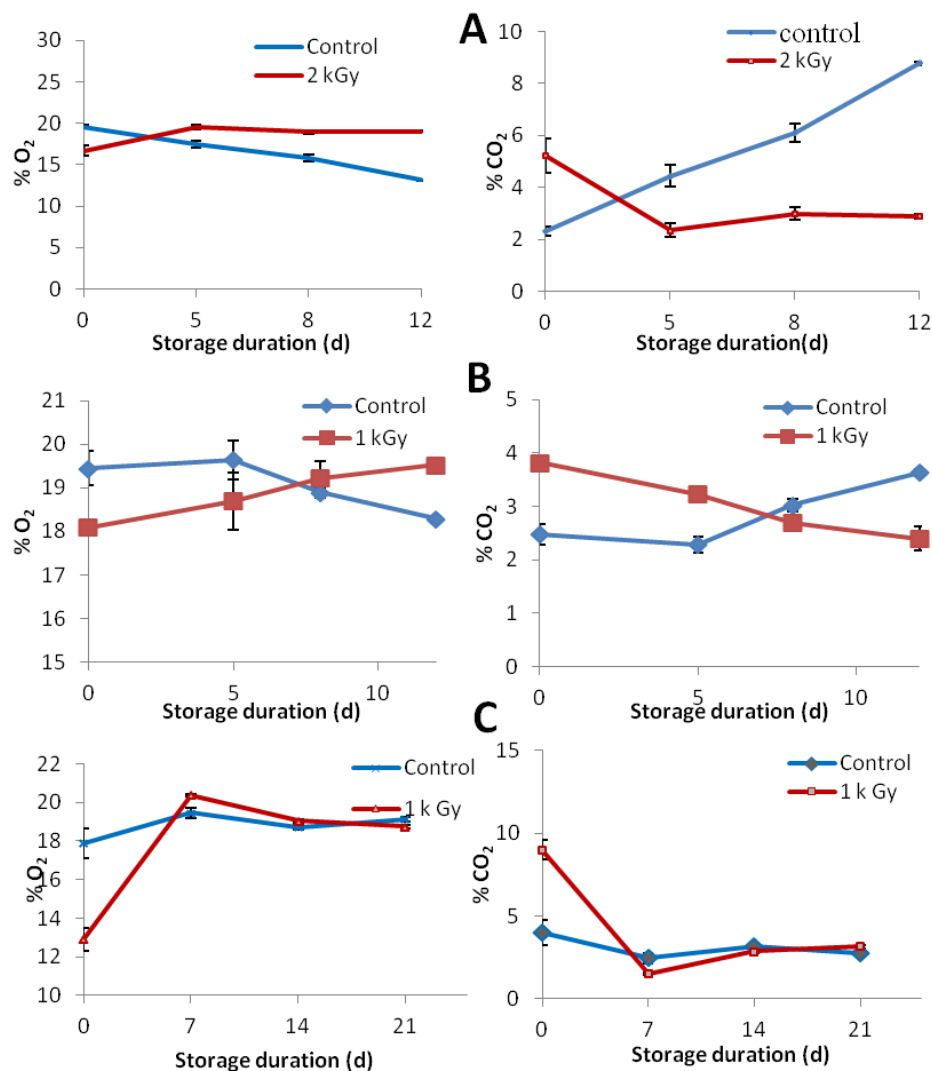 A
Control
2 kGy
% O2
30
25
20
15
10
5
0
0 5 8 12
Storage duration (d)
control
2 kGy
% CO2
10
8
6
4
2
0
0 5 8 12
Storage duration(d)
B
Control
1 kGy
% O2
21
20
19
18
17
16
15
0 5 10
Storage duration (d)
Control
1 kGy
% CO2
5
4
3
2
1
0
0 5 10
Storage duration (d)
C
Control
1 k Gy
% O2
22
20
18
16
14
12
10
0 7 14 21
Storage duration (d)
Control
1 k Gy
% CO2
15
10
5
0
0 7 14 21
Storage duration (d)